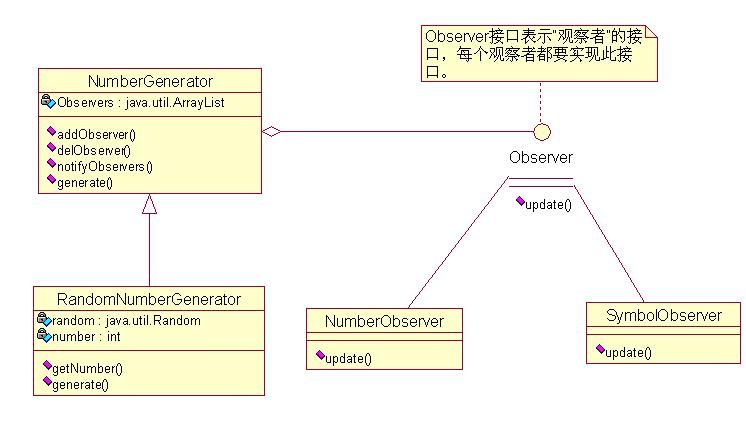 Observer接口表示“观察者”的接
口，每个观察者都要实现此接
口。
NumberGenerator
Observers : java.util.ArrayList
addObserver()
delObserver()
notifyObservers()
generate()
Observer
update()
RandomNumberGenerator
random : java.util.Random
number : int
getNumber()
generate()
NumberObserver
update()
SymbolObserver
update()